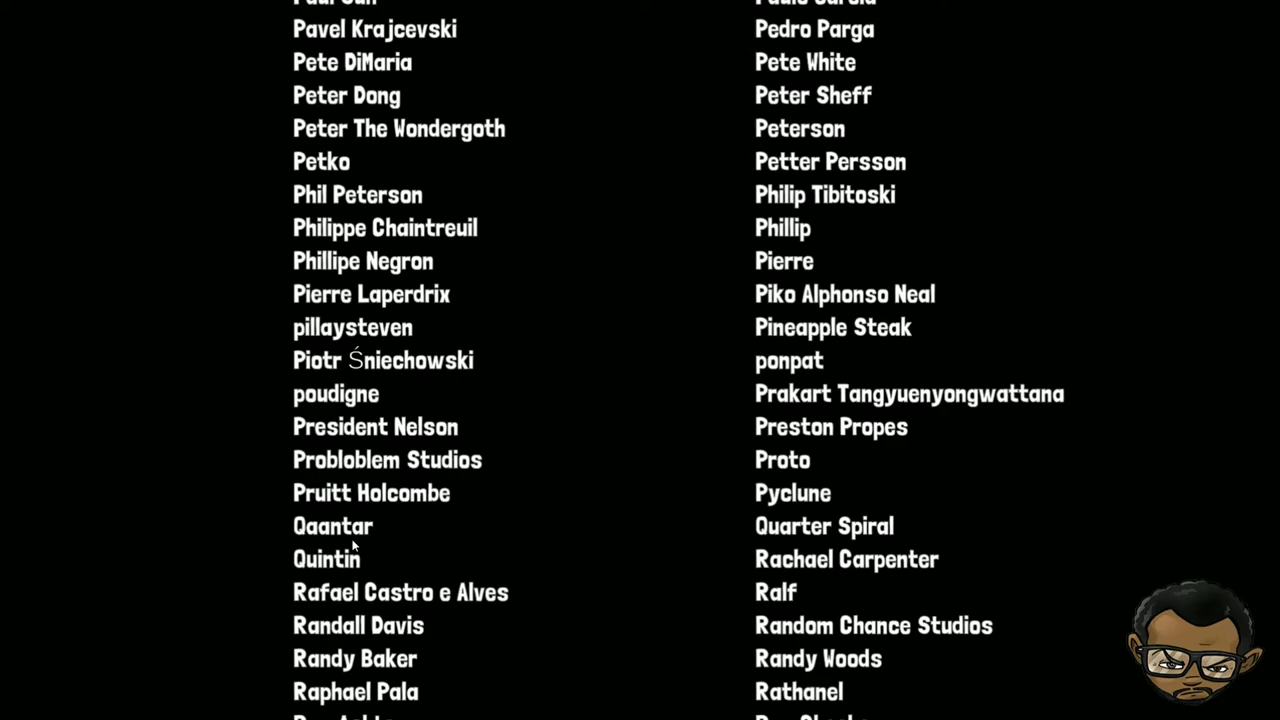 Pavel Krajcevski
Pedro Parga
Pete DiMaria
Pete White
Peter Dong
Peter Sheff
Peter The Wondergoth
Peterson
Petko
Petter Persson
Phil Peterson
Philip Tibitoski
Philippe Chaintreuil
Phillip
Phillipe Negron
Pierre
Pierre Laperdrix
Piko Alphonso Neal
pillaysteven
Pineapple Steak
Piotr Śniechowski
ponpat
poudigne
Prakart Tangyuenyongwattana
President Nelson
Preston Propes
Probloblem Studios
Proto
Pruitt Holcombe
Pyclune
Qaantar
Quarter Spiral
Quintin
Rachael Carpenter
Rafael Castro e Alves
Ralf
Randall Davis
Random Chance Studios
Randy Baker
Randy Woods
Raphael Pala
Rathanel